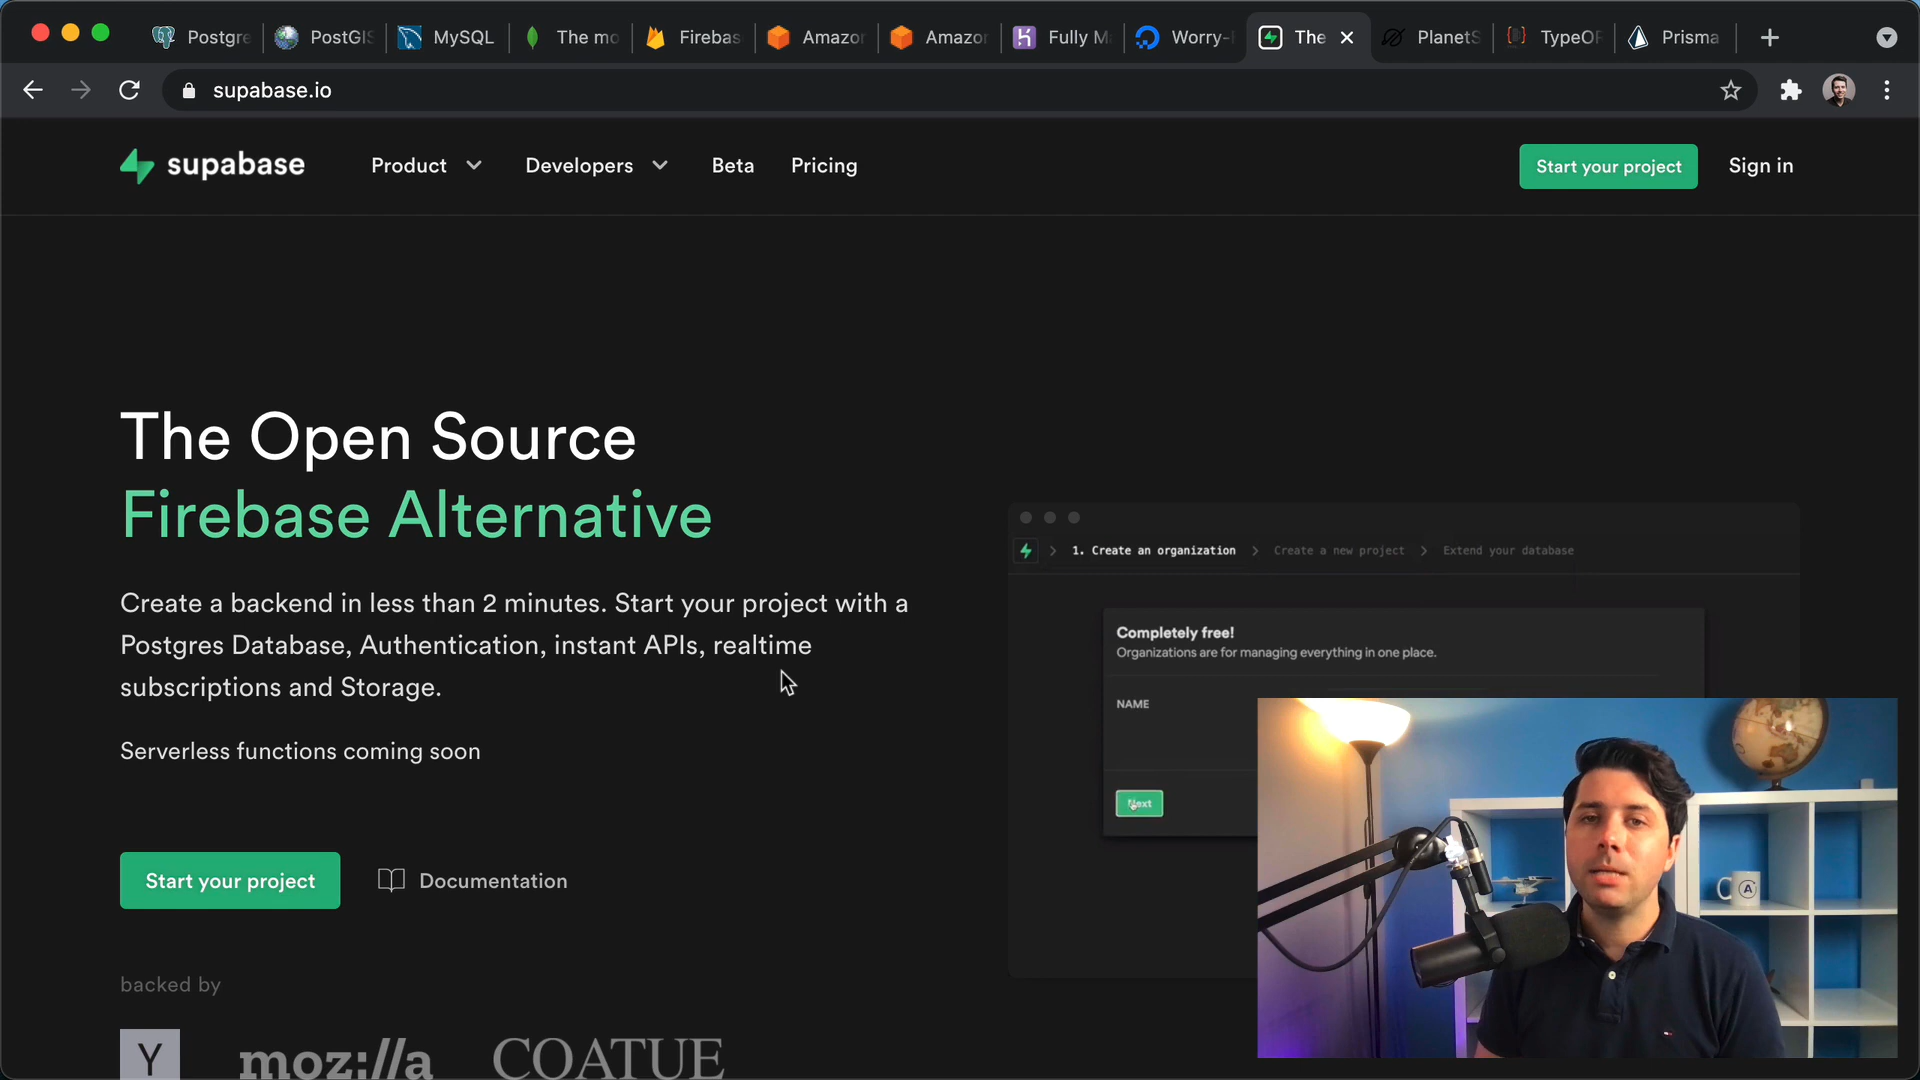 Postgre
PostGIS
MySQL
The mo
Firebas
Amazon
Amazon
Fully M
Worry-
The
PlanetS
TypeOR
Prisma
supabase.io
supabase
Product
Developers
Beta
Pricing
Start your project
Sign in
The Open Source
Firebase Alternative
Create a backend in less than 2 minutes. Start your project with a
Postgres Database, Authentication, instant APIs, realtime
subscriptions and Storage.
Serverless functions coming soon
Start your project
Documentation
backed by
Y
moz://a
COATUE
1. Create an organization
Create a new project
Extend your database
Completely free!
Organizations are for managing everything in one place.
NAME
Next
A